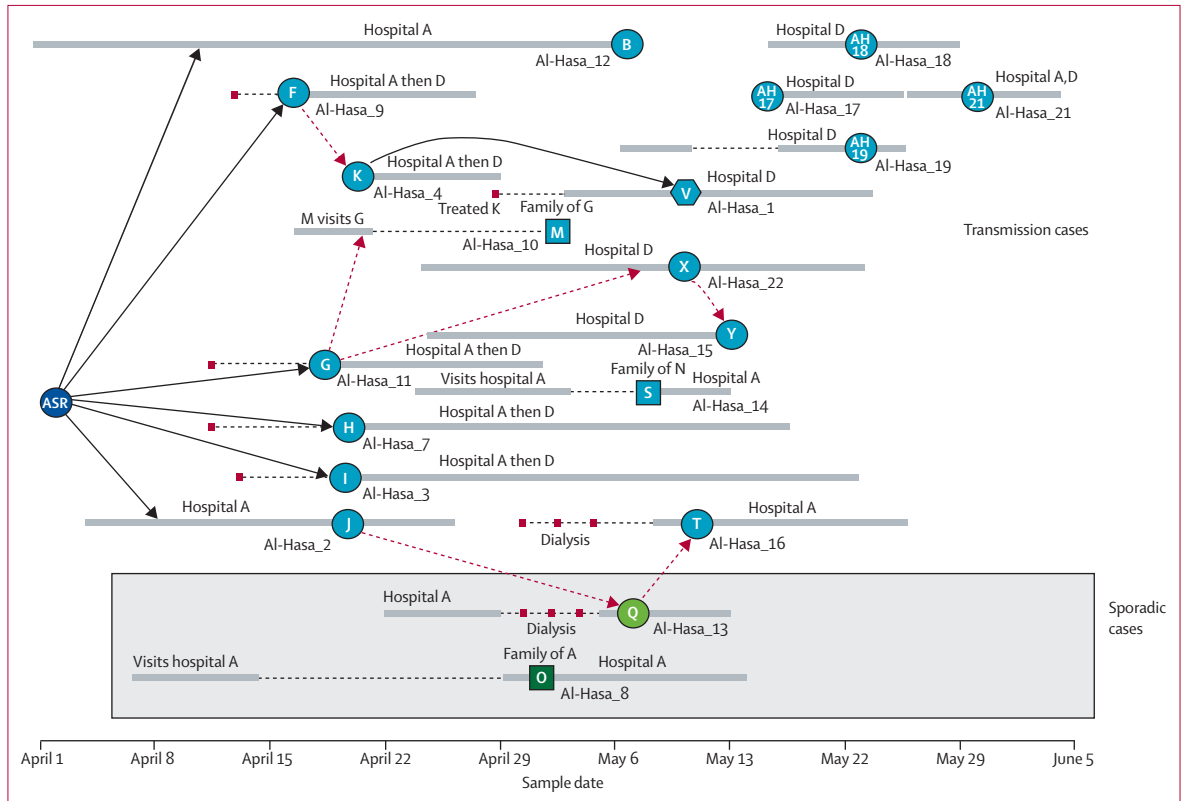 Hospital A
B
Al-Hasa_12
Hospital D
AH
18
Al-Hasa_18
F
Hospital A then D
Al-Hasa_9
AH
17
Hospital D
Al-Hasa_17
AH
21
Hospital A,D
Al-Hasa_21
K
Hospital A then D
Al-Hasa_4
Hospital D
AH
19
Al-Hasa_19
Treated K
V
Hospital D
Al-Hasa_1
M visits G
Family of G
M
Al-Hasa_10
Transmission cases
Hospital D
X
Al-Hasa_22
Hospital D
Y
Al-Hasa_15
G
Hospital A then D
Al-Hasa_11
Visits hospital A
Family of N
S
Hospital A
Al-Hasa_14
ASR
H
Hospital A then D
Al-Hasa_7
I
Hospital A then D
Al-Hasa_3
Hospital A
J
Al-Hasa_2
Dialysis
T
Hospital A
Al-Hasa_16
Hospital A
Dialysis
Q
Al-Hasa_13
Sporadic
cases
Visits hospital A
Family of A
O
Hospital A
Al-Hasa_8
April 1 April 8 April 15 April 22 April 29 May 6 May 13 May 22 May 29 June 5
Sample date